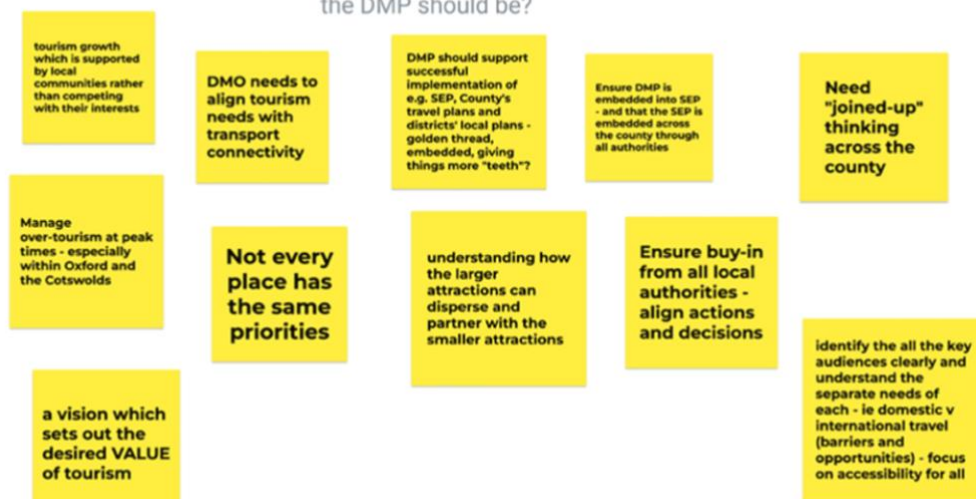 the DMP should be?
tourism growth
which is supported
by local
communities rather
than competing
with their interests
DMO needs to
align tourism
needs with
transport
connectivity
DMP should support
successful
implementation of
e.g. SEP, County's
travel plans and
districts' local plans -
golden thread,
embedded, giving
things more "teeth"?
Ensure DMP is
embedded into SEP
- and that the SEP is
embedded across
the county through
all authorities
Need
"joined-up"
thinking
across the
county
Manage
over-tourism at peak
times - especially
within Oxford and
the Cotswolds
Not every
place has
the same
priorities
understanding how
the larger
attractions can
disperse and
partner with the
smaller attractions
Ensure buy-in
from all local
authorities -
align actions
and decisions
identify the all the key
audiences clearly and
understand the
separate needs of
each - ie domestic v
international travel
(barriers and
opportunities) - focus
on accessibility for all
a vision which
sets out the
desired VALUE
of tourism